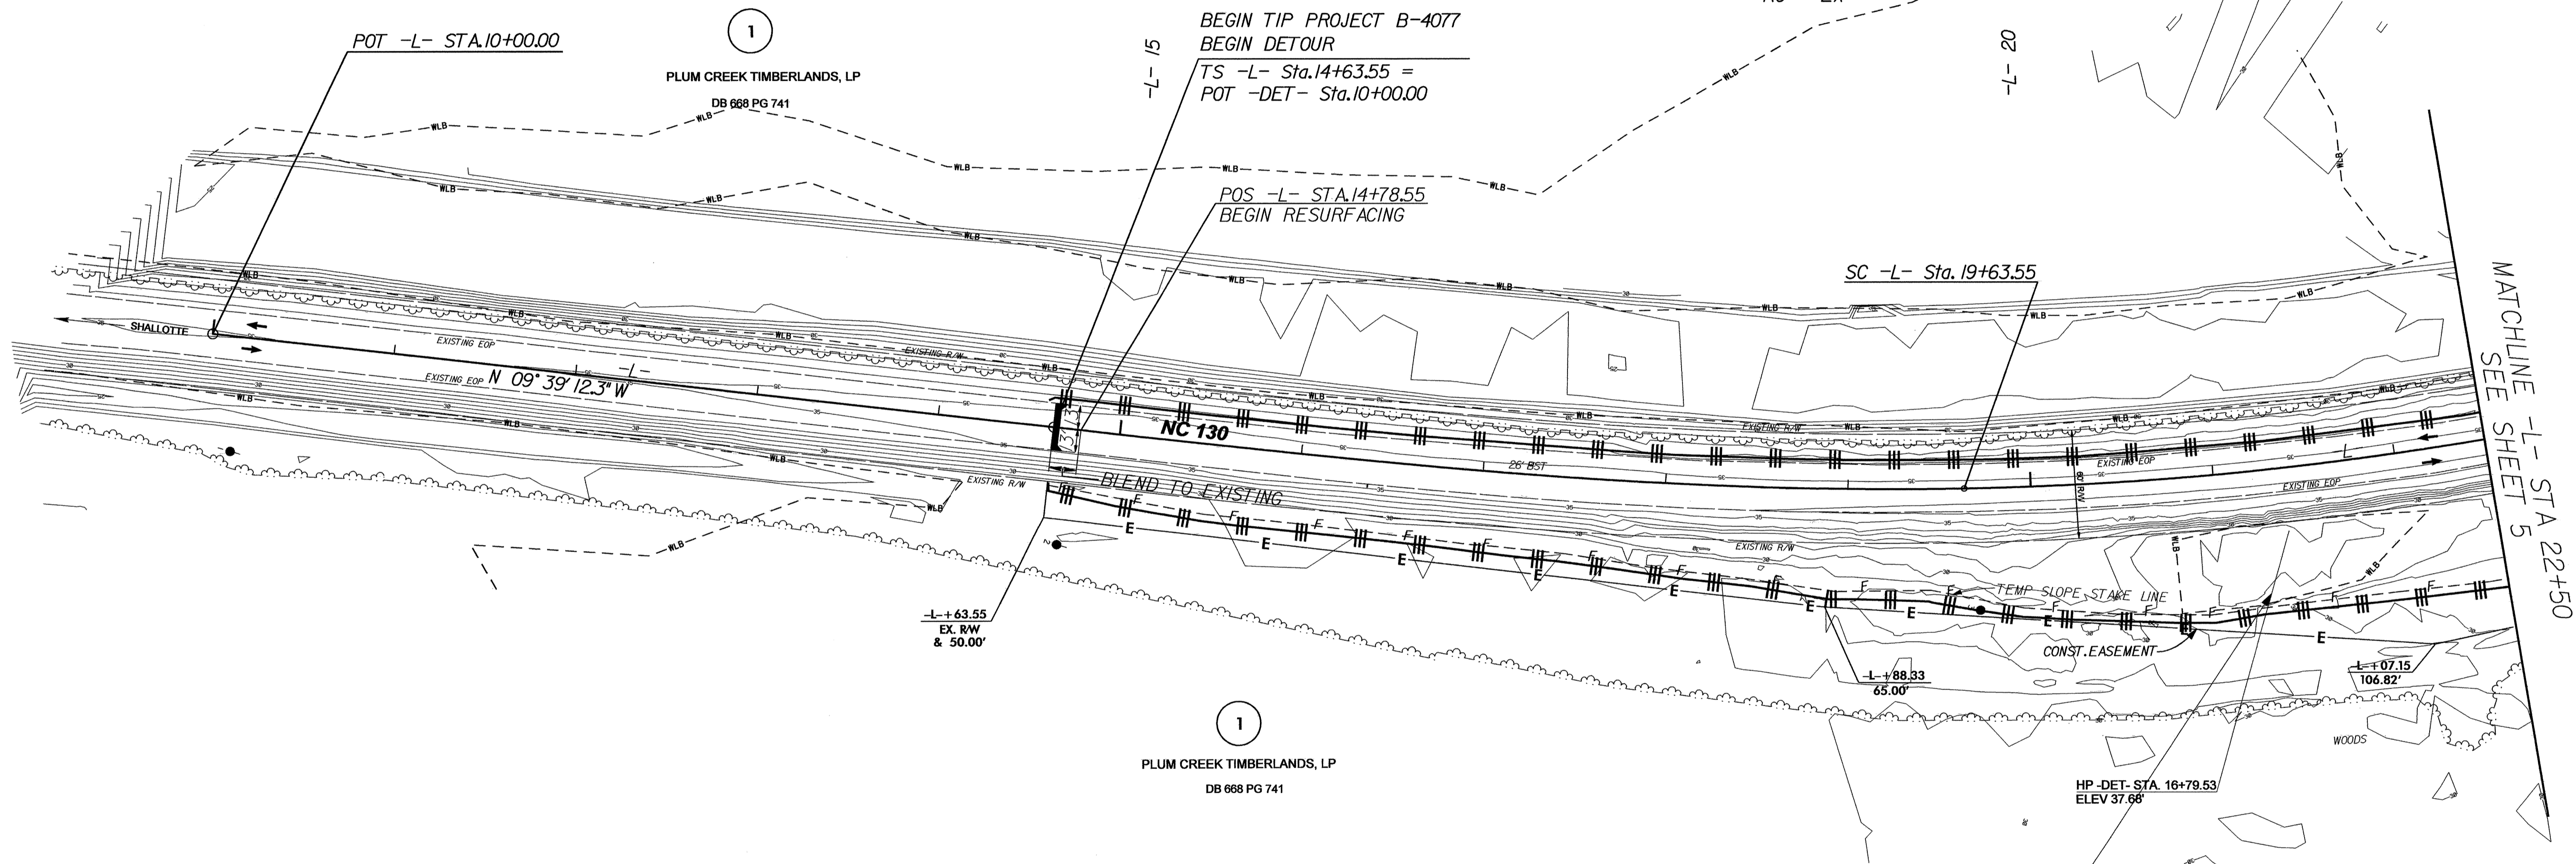 POT -L- STA.10+00.00
1
PLUM CREEK TIMBERLANDS, LP
DB 668 PG 741
-L- 15
BEGIN TIP PROJECT B-4077
BEGIN DETOUR
TS -L- Sta.14+63.55 =
POT -DET- Sta.10+00.00
-L- 20
POS -L- STA.14+78.55
BEGIN RESURFACING
SC -L- Sta. 19+63.55
MATCHLINE -L- STA 22+50
SEE SHEET 5
SHALLOTTE
EXISTING EOP
EXISTING EOP
N 09° 39' 12.3" W
-L-
EXISTING R/W
NC 130
26' BST
EXISTING R/W
EXISTING EOP
-L-
60' R/W
EXISTING EOP
EXISTING R/W
BLEND TO EXISTING
EXISTING R/W
TEMP SLOPE STAKE LINE
CONST.EASEMENT
-L-+63.55
EX. R/W
& 50.00'
-L-+88.33
65.00'
-L-+07.15
106.82'
WOODS
1
PLUM CREEK TIMBERLANDS, LP
DB 668 PG 741
HP -DET- STA. 16+79.53
ELEV 37.68'